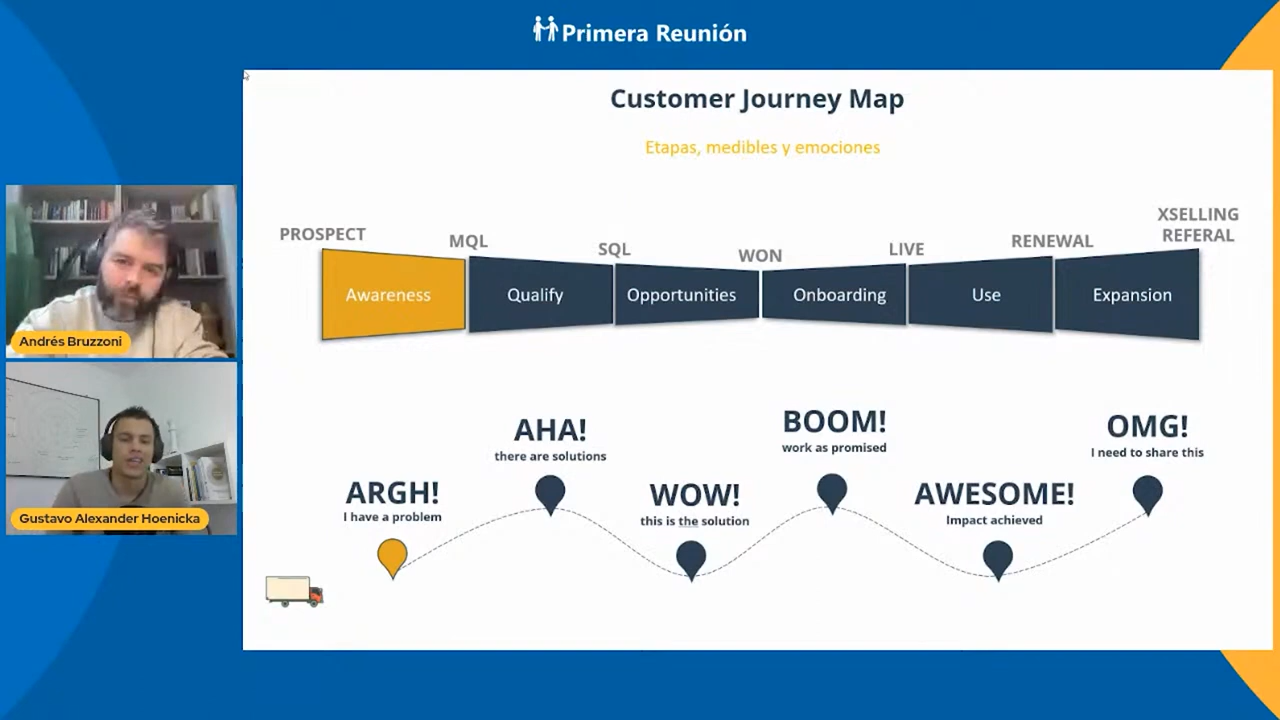 Primera Reunión
Customer Journey Map
Etapas, medibles y emociones
PROSPECT
MQL
SQL
WON
LIVE
RENEWAL
XSELLING
REFERAL
Awareness
Qualify
Opportunities
Onboarding
Use
Expansion
ARGH!
I have a problem
AHA!
there are solutions
WOW!
this is the solution
BOOM!
work as promised
AWESOME!
Impact achieved
OMG!
I need to share this
Andrés Bruzzoni
Gustavo Alexander Hoenicka